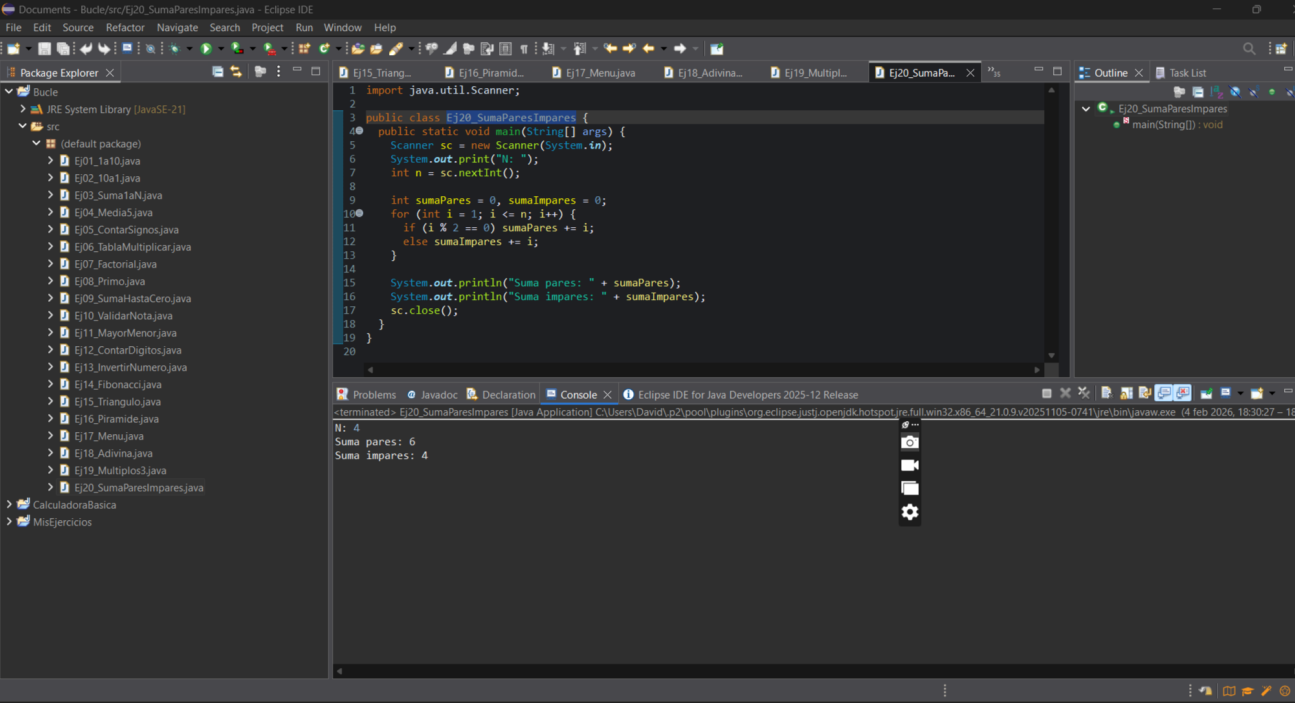 Documents - Bucle/src/Ej20_SumaParesImpares.java - Eclipse IDE
File Edit Source Refactor Navigate Search Project Run Window Help
Package Explorer
Bucle
JRE System Library [JavaSE-21]
src
(default package)
Ej01_1a10.java
Ej02_10a1.java
Ej03_Suma1aN.java
Ej04_Media5.java
Ej05_ContarSignos.java
Ej06_TablaMultiplicar.java
Ej07_Factorial.java
Ej08_Primo.java
Ej09_SumaHastaCero.java
Ej10_ValidarNota.java
Ej11_MayorMenor.java
Ej12_ContarDigitos.java
Ej13_InvertirNumero.java
Ej14_Fibonacci.java
Ej15_Triangulo.java
Ej16_Piramide.java
Ej17_Menu.java
Ej18_Adivina.java
Ej19_Multiplos3.java
Ej20_SumaParesImpares.java
CalculadoraBasica
MisEjercicios
Ej15_Triang... Ej16_Piramid... Ej17_Menu.java Ej18_Adivina... Ej19_Multipl... Ej20_SumaPa... »35
1 import java.util.Scanner;
2
3 public class Ej20_SumaParesImpares {
4 public static void main(String[] args) {
5 Scanner sc = new Scanner(System.in);
6 System.out.print("N: ");
7 int n = sc.nextInt();
8
9 int sumaPares = 0, sumaImpares = 0;
10 for (int i = 1; i <= n; i++) {
11 if (i % 2 == 0) sumaPares += i;
12 else sumaImpares += i;
13 }
14
15 System.out.println("Suma pares: " + sumaPares);
16 System.out.println("Suma impares: " + sumaImpares);
17 sc.close();
18 }
19 }
20
Outline Task List
Ej20_SumaParesImpares
main(String[]) : void
Problems Javadoc Declaration Console Eclipse IDE for Java Developers 2025-12 Release
<terminated> Ej20_SumaParesImpares [Java Application] C:\Users\David\.p2\pool\plugins\org.eclipse.justj.openjdk.hotspot.jre.full.win32.x86_64_21.0.9.v20251105-0741\jre\bin\javaw.exe (4 feb 2026, 18:30:27 – 18
N: 4
Suma pares: 6
Suma impares: 4